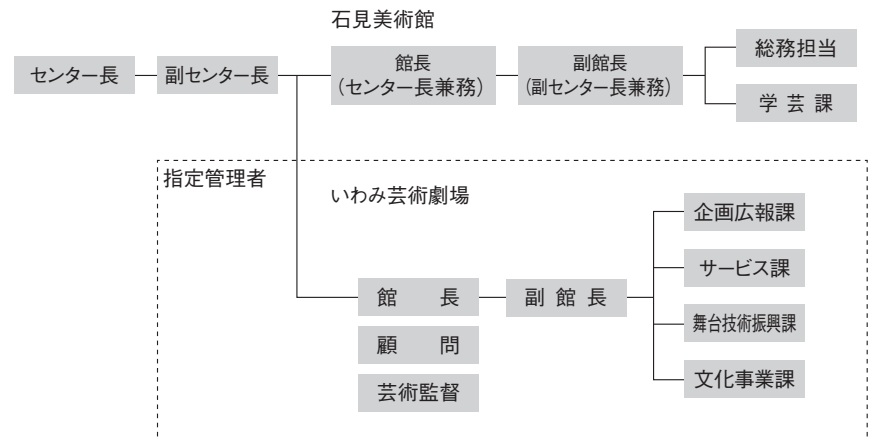 石見美術館
センター長
副センター長
館長
(センター長兼務)
副館長
(副センター長兼務)
総務担当
学芸課
指定管理者
いわみ芸術劇場
館長
顧問
芸術監督
副館長
企画広報課
サービス課
舞台技術振興課
文化事業課